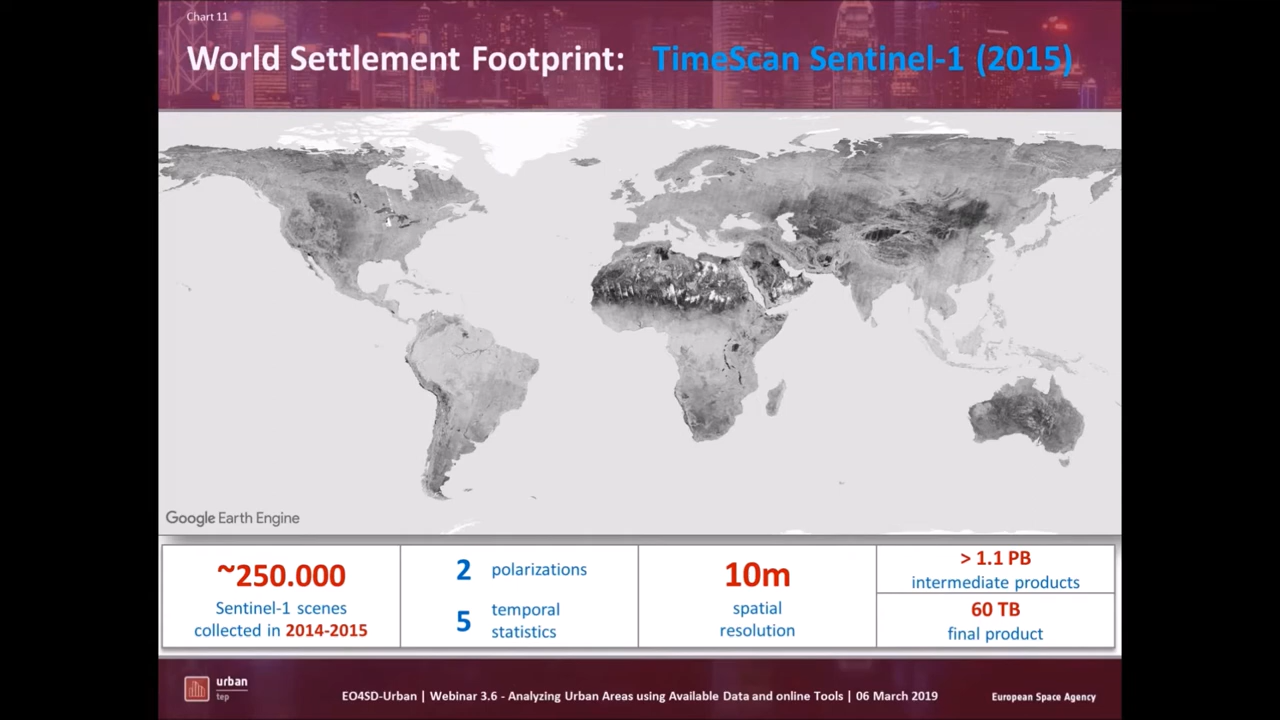 Chart 11
World Settlement Footprint: TimeScan Sentinel-1 (2015)
Google Earth Engine
~250.000
Sentinel-1 scenes
collected in 2014-2015
2 polarizations
5 temporal
statistics
10m
spatial
resolution
> 1.1 PB
intermediate products
60 TB
final product
urban
tep
EO4SD-Urban | Webinar 3.6 - Analyzing Urban Areas using Available Data and online Tools | 06 March 2019
European Space Agency